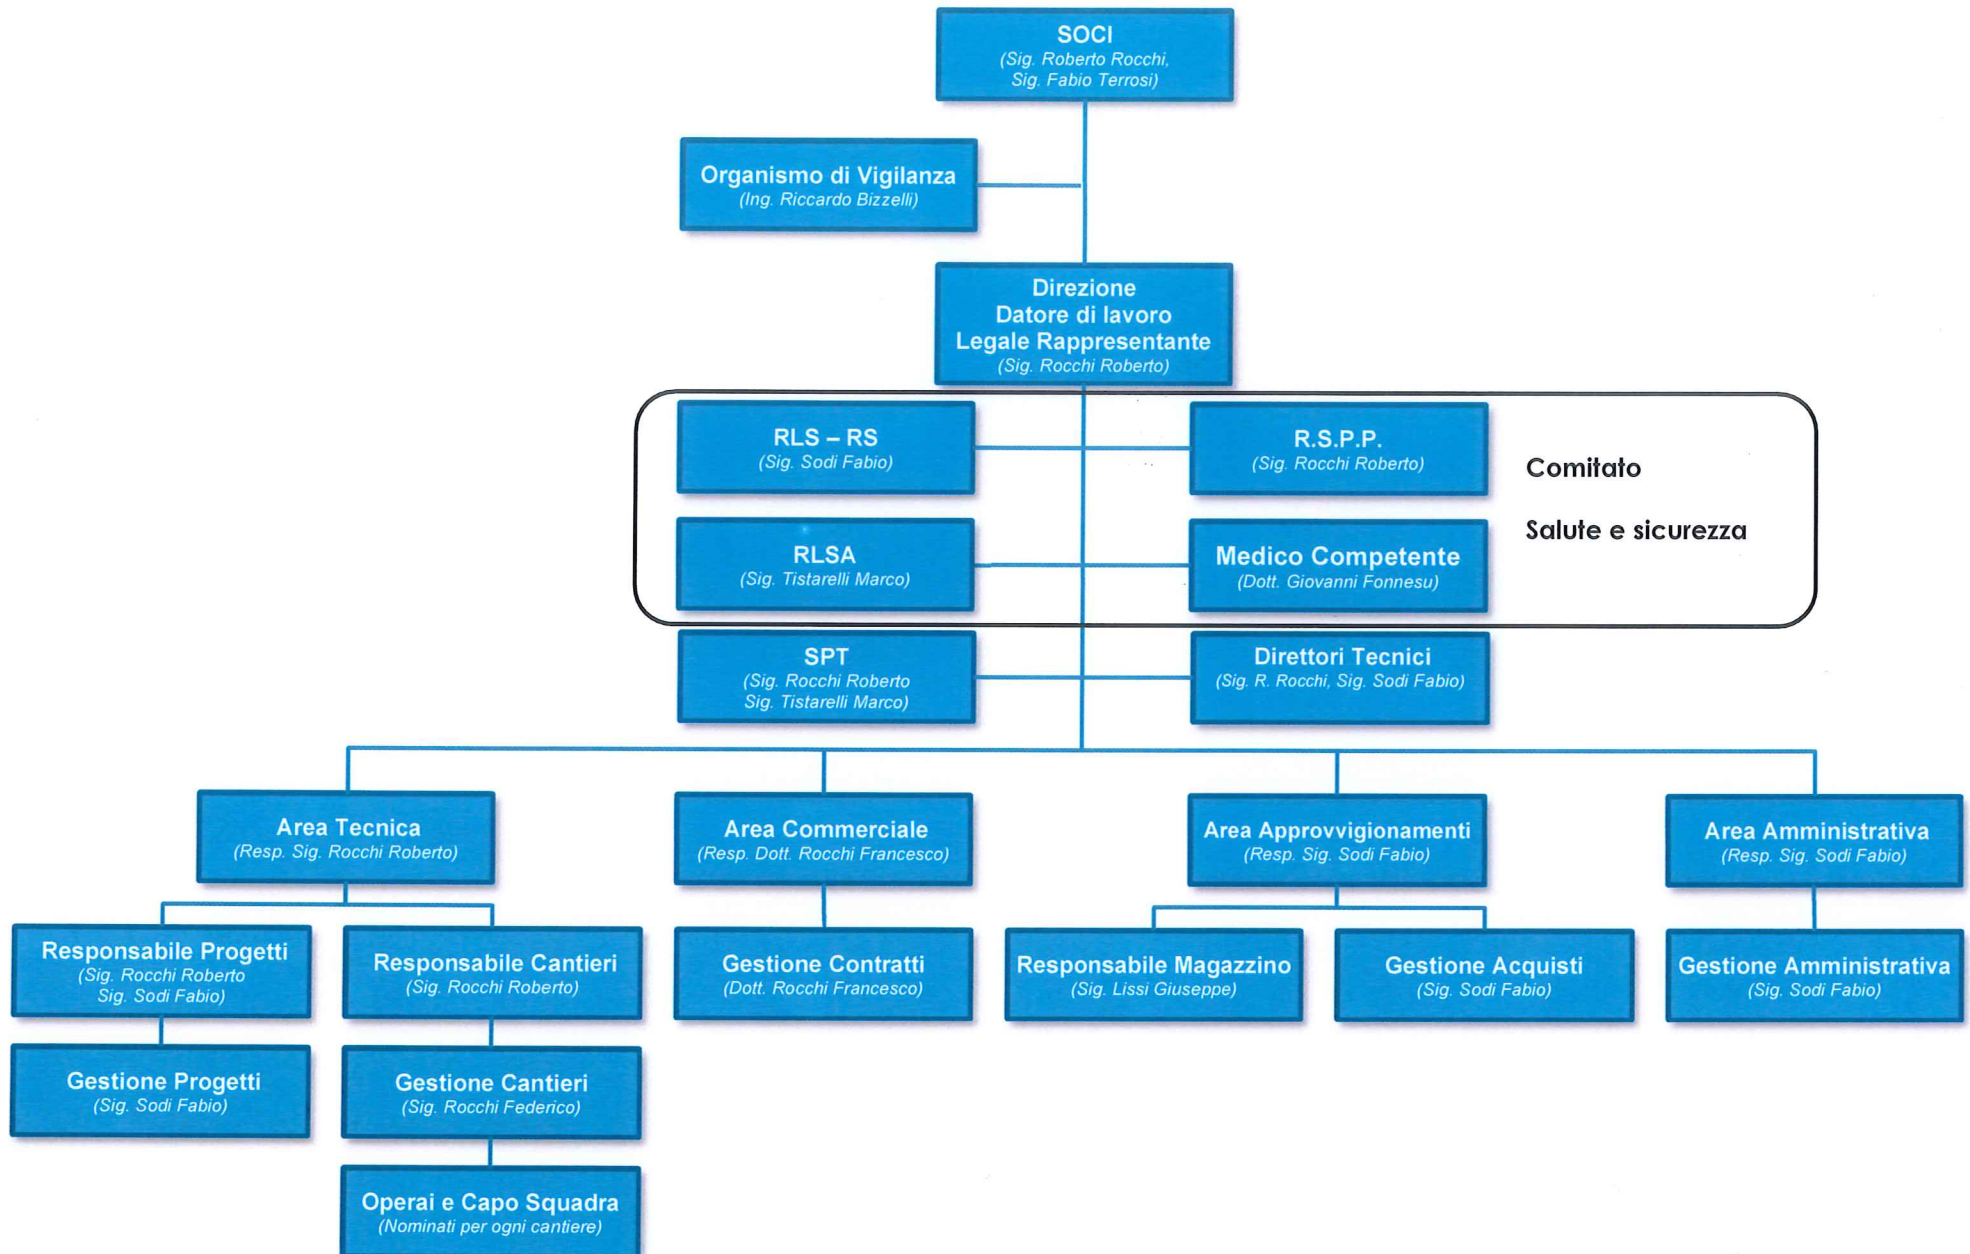 SOCI
(Sig. Roberto Rocchi,
Sig. Fabio Terrosi)
Organismo di Vigilanza
(Ing. Riccardo Bizzelli)
Direzione
Datore di lavoro
Legale Rappresentante
(Sig. Rocchi Roberto)
RLS – RS
(Sig. Sodi Fabio)
R.S.P.P.
(Sig. Rocchi Roberto)
Comitato
Salute e sicurezza
RLSA
(Sig. Tistarelli Marco)
Medico Competente
(Dott. Giovanni Fonnesu)
SPT
(Sig. Rocchi Roberto
Sig. Tistarelli Marco)
Direttori Tecnici
(Sig. R. Rocchi, Sig. Sodi Fabio)
Area Tecnica
(Resp. Sig. Rocchi Roberto)
Area Commerciale
(Resp. Dott. Rocchi Francesco)
Area Approvvigionamenti
(Resp. Sig. Sodi Fabio)
Area Amministrativa
(Resp. Sig. Sodi Fabio)
Responsabile Progetti
(Sig. Rocchi Roberto
Sig. Sodi Fabio)
Responsabile Cantieri
(Sig. Rocchi Roberto)
Gestione Contratti
(Dott. Rocchi Francesco)
Responsabile Magazzino
(Sig. Lissi Giuseppe)
Gestione Acquisti
(Sig. Sodi Fabio)
Gestione Amministrativa
(Sig. Sodi Fabio)
Gestione Progetti
(Sig. Sodi Fabio)
Gestione Cantieri
(Sig. Rocchi Federico)
Operai e Capo Squadra
(Nominati per ogni cantiere)